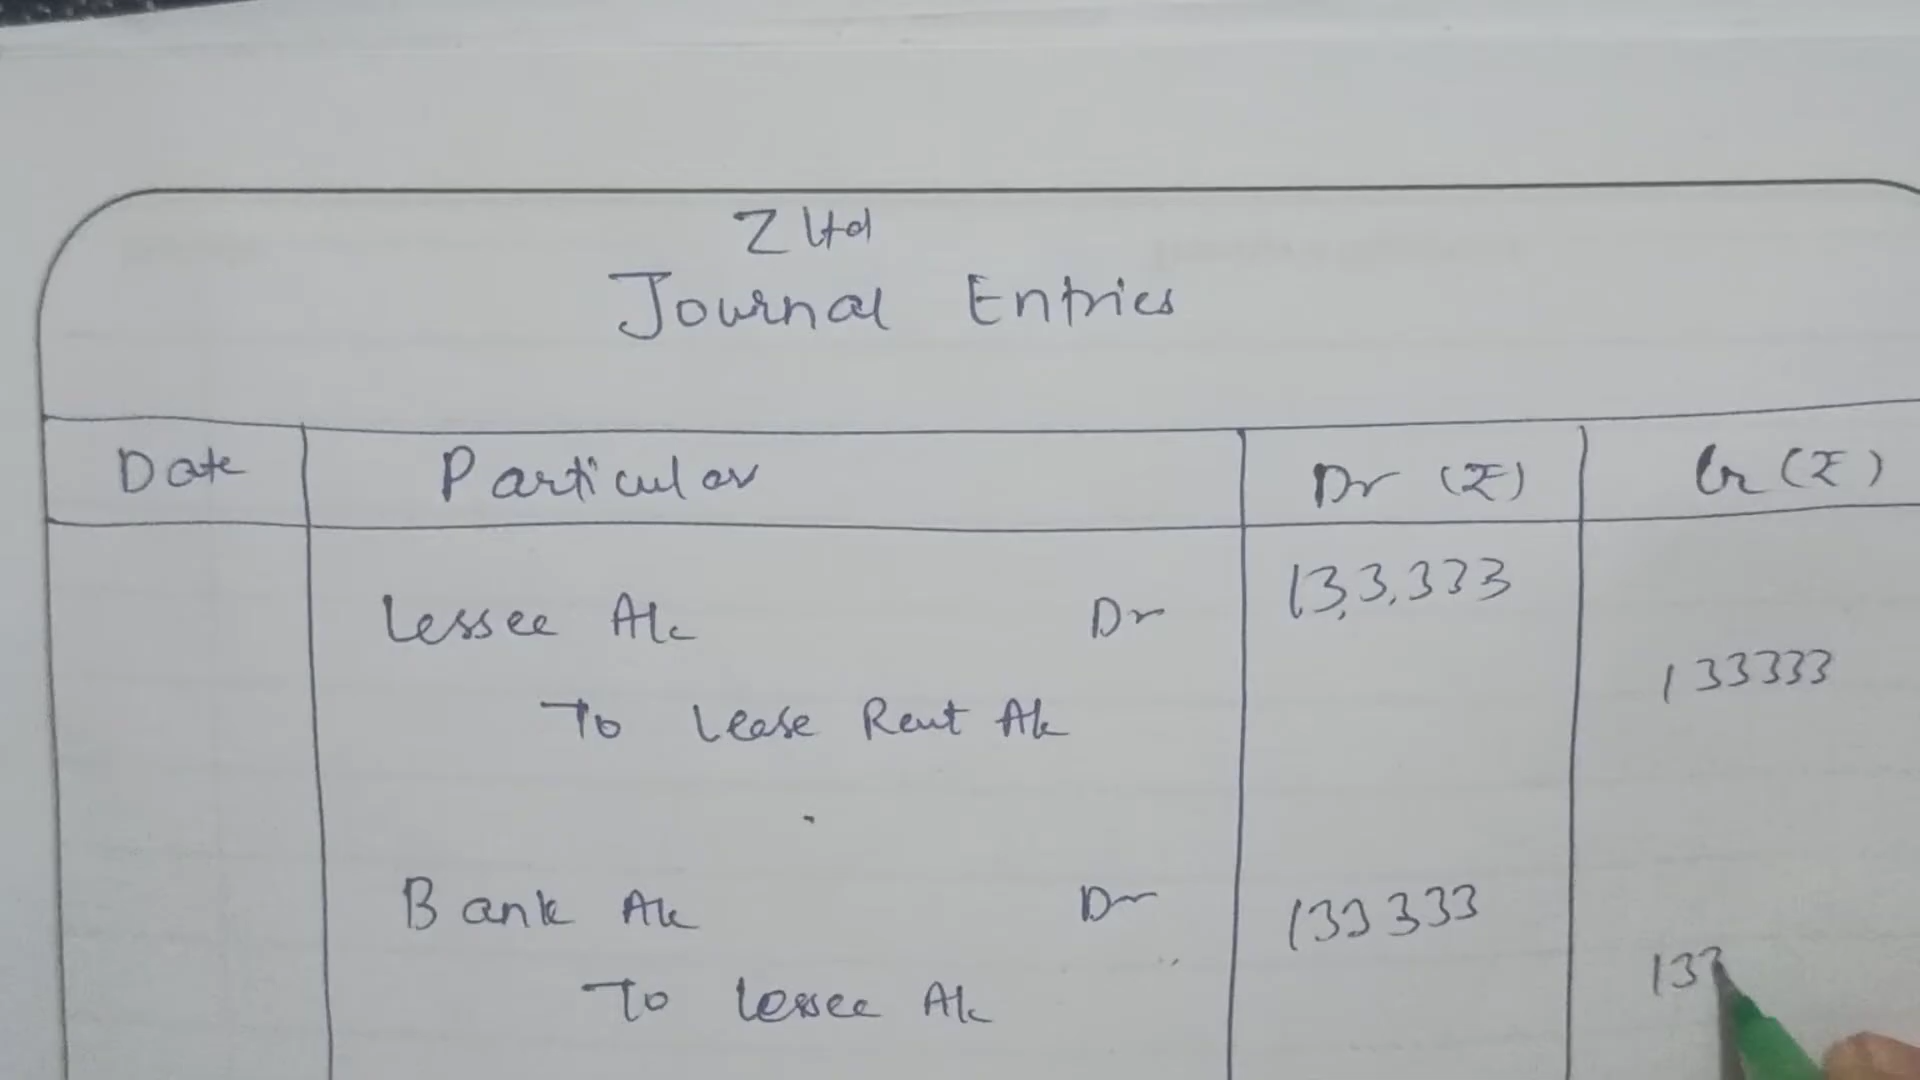 Z Ltd
Journal Entries
Date Particular Dr (₹) Cr (₹)
Lessee A/c Dr 13,3,333
To Lease Rent A/c 133333
Bank A/c Dr 133333
To Lessee A/c 133